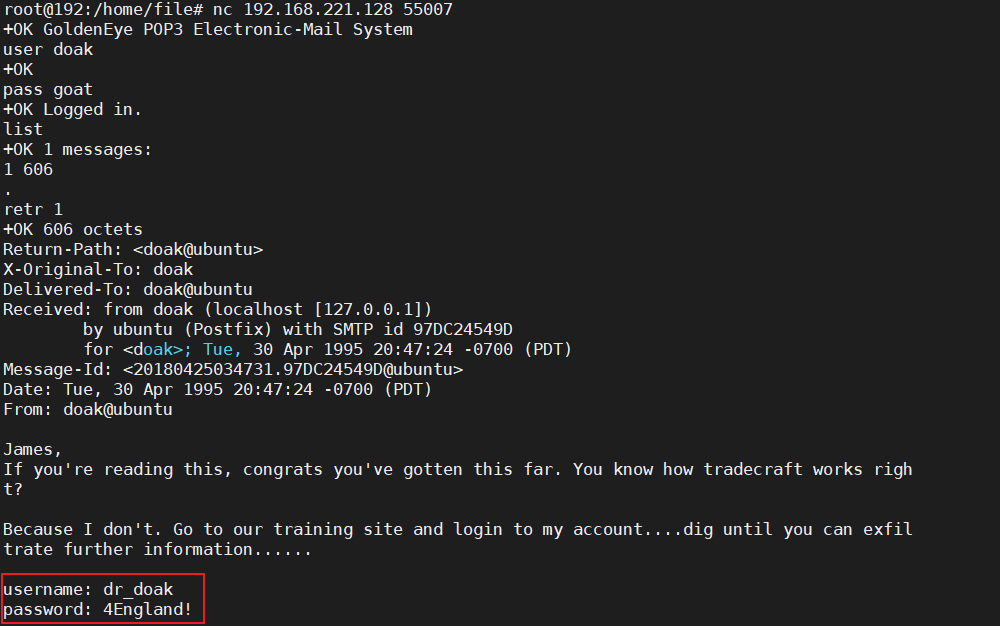 root@192:/home/file# nc 192.168.221.128 55007
+OK GoldenEye POP3 Electronic-Mail System
user doak
+OK
pass goat
+OK Logged in.
list
+OK 1 messages:
1 606
.
retr 1
+OK 606 octets
Return-Path: <doak@ubuntu>
X-Original-To: doak
Delivered-To: doak@ubuntu
Received: from doak (localhost [127.0.0.1])
        by ubuntu (Postfix) with SMTP id 97DC24549D
        for <doak>; Tue, 30 Apr 1995 20:47:24 -0700 (PDT)
Message-Id: <20180425034731.97DC24549D@ubuntu>
Date: Tue, 30 Apr 1995 20:47:24 -0700 (PDT)
From: doak@ubuntu

James,
If you're reading this, congrats you've gotten this far. You know how tradecraft works righ
t?

Because I don't. Go to our training site and login to my account....dig until you can exfil
trate further information......

username: dr_doak
password: 4England!